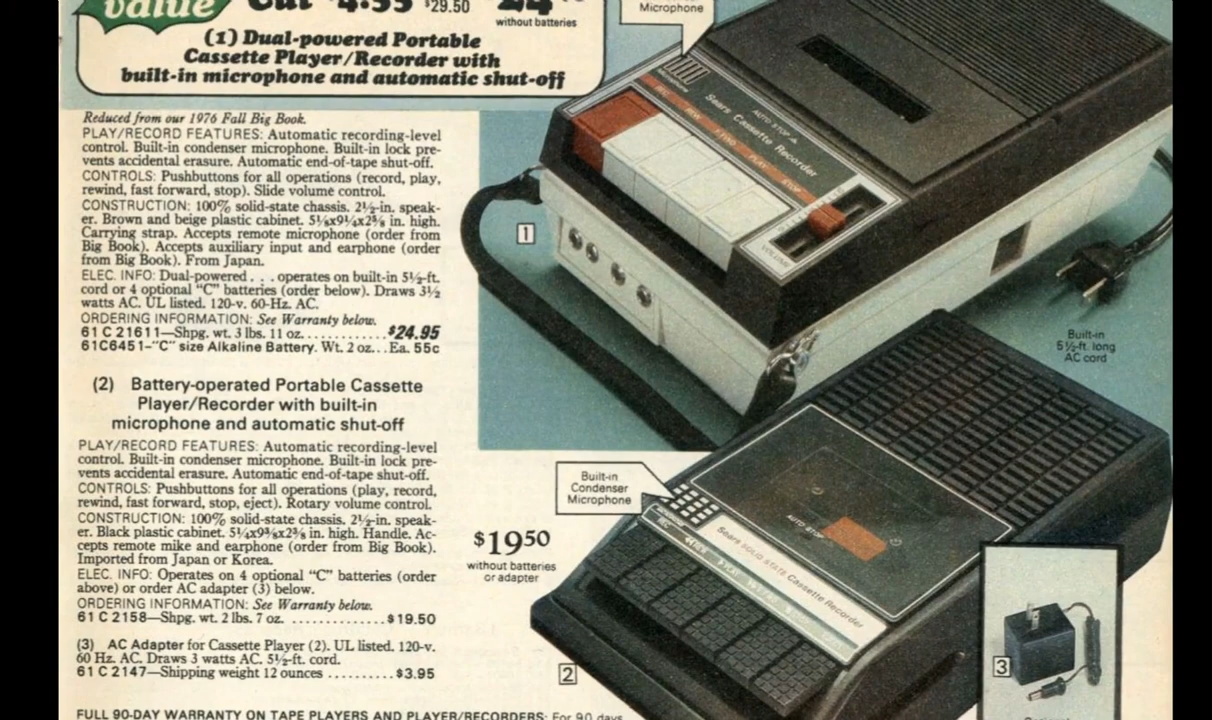 value Cut $4.55 $29.50
without batteries
(1) Dual-powered Portable
Cassette Player/Recorder with
built-in microphone and automatic shut-off
Reduced from our 1976 Fall Big Book.
PLAY/RECORD FEATURES: Automatic recording-level
control. Built-in condenser microphone. Built-in lock pre-
vents accidental erasure. Automatic end-of-tape shut-off.
CONTROLS: Pushbuttons for all operations (record, play,
rewind, fast forward, stop). Slide volume control.
CONSTRUCTION: 100% solid-state chassis. 2½-in. speak-
er. Brown and beige plastic cabinet. 5⅛x9¼x2⅝ in. high.
Carrying strap. Accepts remote microphone (order from
Big Book). Accepts auxiliary input and earphone (order
from Big Book). From Japan.
ELEC. INFO: Dual-powered . . . operates on built-in 5½-ft.
cord or 4 optional "C" batteries (order below). Draws 3½
watts AC. UL listed. 120-v. 60-Hz. AC.
ORDERING INFORMATION: See Warranty below.
61 C 21611—Shpg. wt. 3 lbs. 11 oz. . . . . . . . . . . . . $24.95
61C6451-"C" size Alkaline Battery. Wt. 2 oz. . . Ea. 55c
(2) Battery-operated Portable Cassette
Player/Recorder with built-in
microphone and automatic shut-off
PLAY/RECORD FEATURES: Automatic recording-level
control. Built-in condenser microphone. Built-in lock pre-
vents accidental erasure. Automatic end-of-tape shut-off.
CONTROLS: Pushbuttons for all operations (play, record,
rewind, fast forward, stop, eject). Rotary volume control.
CONSTRUCTION: 100% solid-state chassis. 2½-in. speak-
er. Black plastic cabinet. 5¼x9⅜x2⅝ in. high. Handle. Ac-
cepts remote mike and earphone (order from Big Book).
Imported from Japan or Korea.
ELEC. INFO: Operates on 4 optional "C" batteries (order
above) or order AC adapter (3) below.
ORDERING INFORMATION: See Warranty below.
61 C 2158—Shpg. wt. 2 lbs. 7 oz. . . . . . . . . . . . . . . $19.50
(3) AC Adapter for Cassette Player (2). UL listed. 120-v.
60 Hz. AC. Draws 3 watts AC. 5½-ft. cord.
61 C 2147—Shipping weight 12 ounces . . . . . . . . . . $3.95
FULL 90-DAY WARRANTY ON TAPE PLAYERS AND PLAYER/RECORDERS: For 90 days
Microphone
AUTO STOP
Sears Cassette Recorder
REC
PLAY
STOP
VOLUME
1
Built-in
5½-ft. long
AC cord
Built-in
Condenser
Microphone
$19.50
without batteries
or adapter
AUTO STOP
Sears SOLID STATE Cassette Recorder
REC
2
3